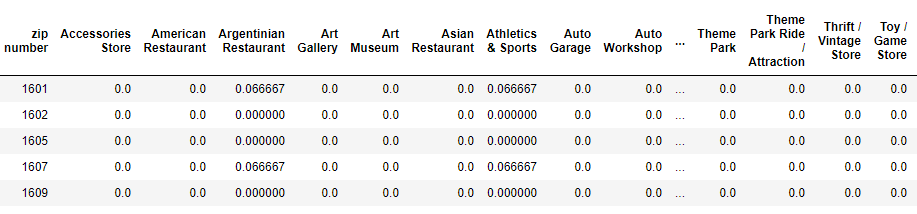 zip number Accessories Store American Restaurant Argentinian Restaurant Art Gallery Art Museum Asian Restaurant Athletics & Sports Auto Garage Auto Workshop ... Theme Park Theme Park Ride / Attraction Thrift / Vintage Store Toy / Game Store
1601 0.0 0.0 0.066667 0.0 0.0 0.0 0.066667 0.0 0.0 ... 0.0 0.0 0.0 0.0
1602 0.0 0.0 0.000000 0.0 0.0 0.0 0.000000 0.0 0.0 ... 0.0 0.0 0.0 0.0
1605 0.0 0.0 0.000000 0.0 0.0 0.0 0.000000 0.0 0.0 ... 0.0 0.0 0.0 0.0
1607 0.0 0.0 0.066667 0.0 0.0 0.0 0.066667 0.0 0.0 ... 0.0 0.0 0.0 0.0
1609 0.0 0.0 0.000000 0.0 0.0 0.0 0.000000 0.0 0.0 ... 0.0 0.0 0.0 0.0